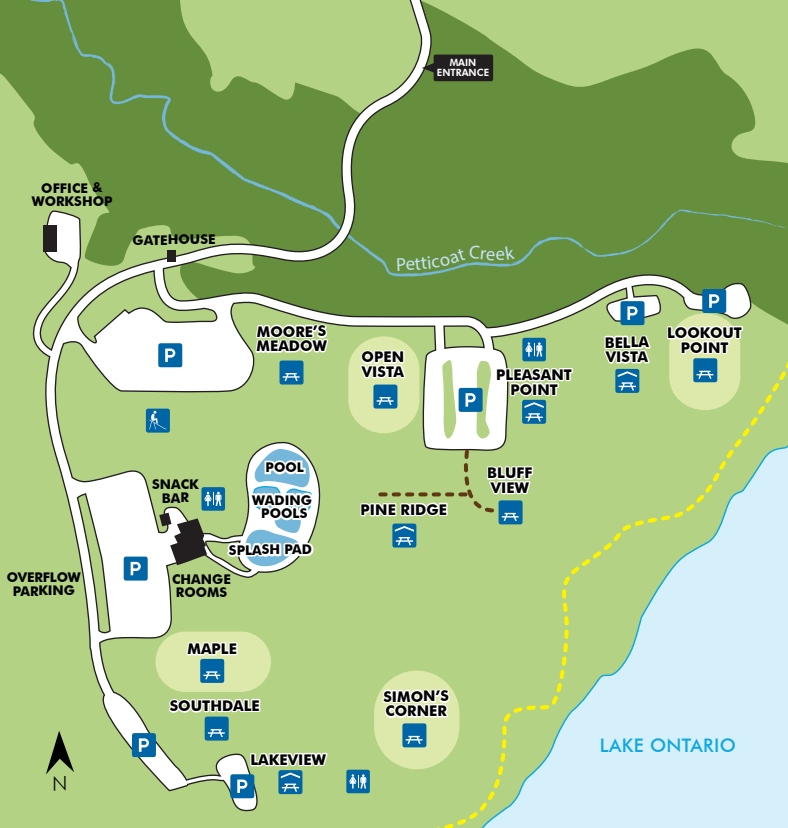 MAIN
ENTRANCE
OFFICE &
WORKSHOP
GATEHOUSE
Petticoat Creek
P
P
MOORE'S
MEADOW
OPEN
VISTA
BELLA
VISTA
LOOKOUT
POINT
P
PLEASANT
POINT
P
SNACK
BAR
POOL
WADING
POOLS
SPLASH PAD
BLUFF
VIEW
PINE RIDGE
OVERFLOW
PARKING
P
CHANGE
ROOMS
MAPLE
SOUTHDALE
SIMON'S
CORNER
P
LAKE ONTARIO
LAKEVIEW
P
N